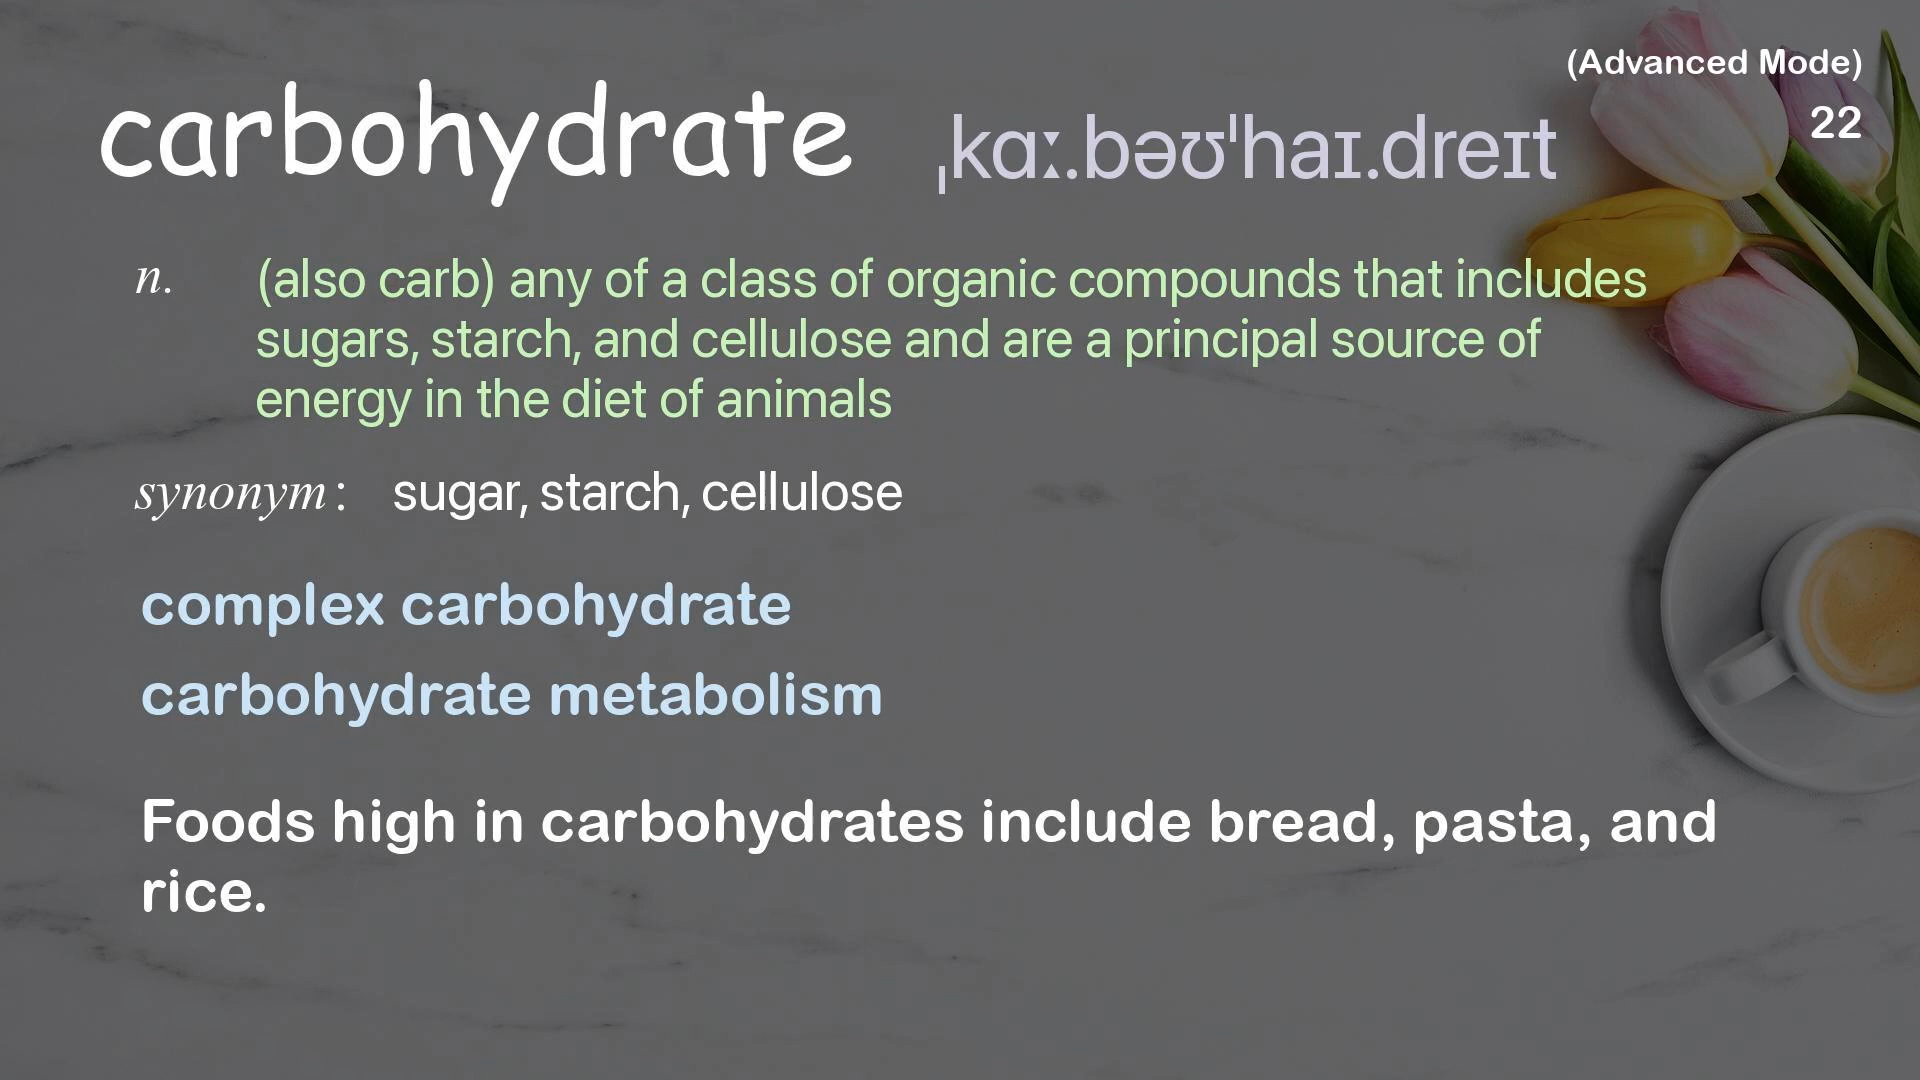 (Advanced Mode)
22
carbohydrate ˌkɑː.bəʊˈhaɪ.dreɪt
n. (also carb) any of a class of organic compounds that includes
sugars, starch, and cellulose and are a principal source of
energy in the diet of animals
synonym: sugar, starch, cellulose
complex carbohydrate
carbohydrate metabolism
Foods high in carbohydrates include bread, pasta, and
rice.